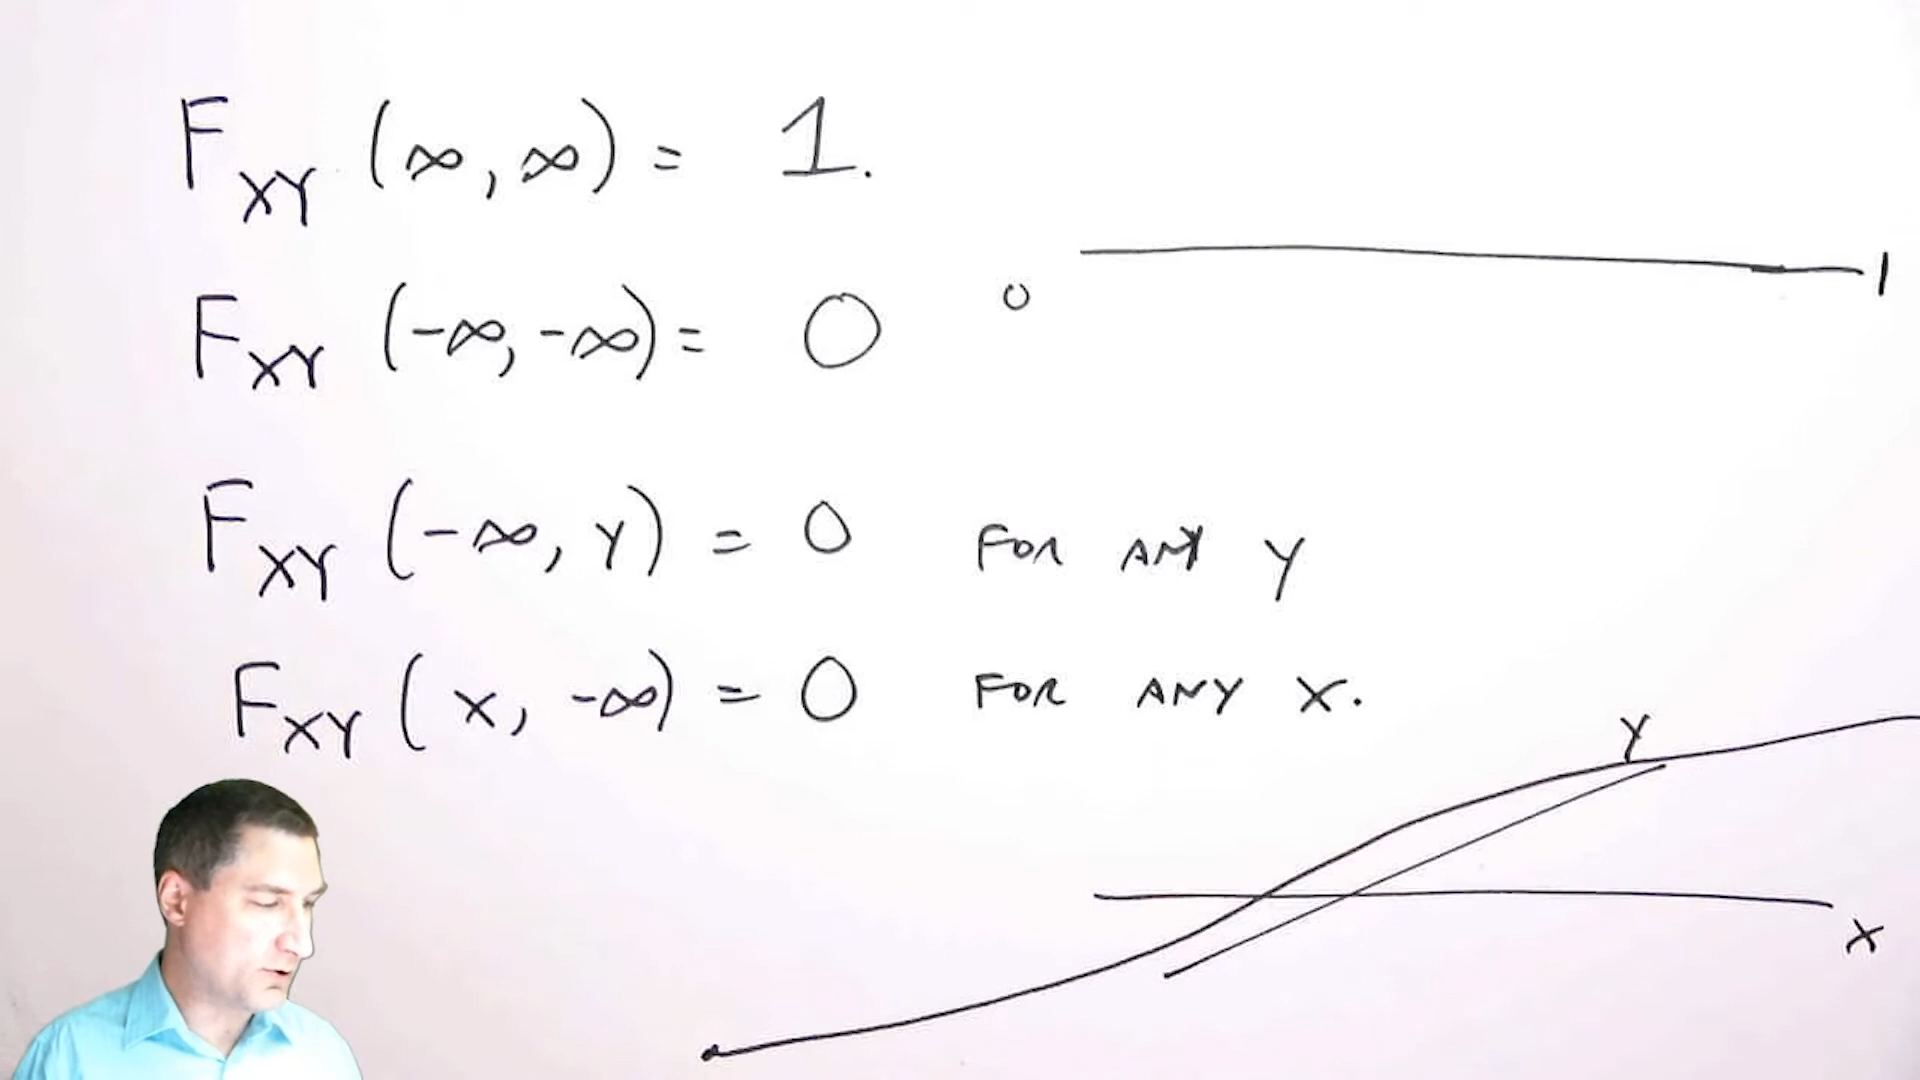 F_XY (∞, ∞) = 1.
1
0
F_XY (-∞, -∞) = 0
F_XY (-∞, y) = 0 FOR ANY y
F_XY (x, -∞) = 0 FOR ANY x.
y
x